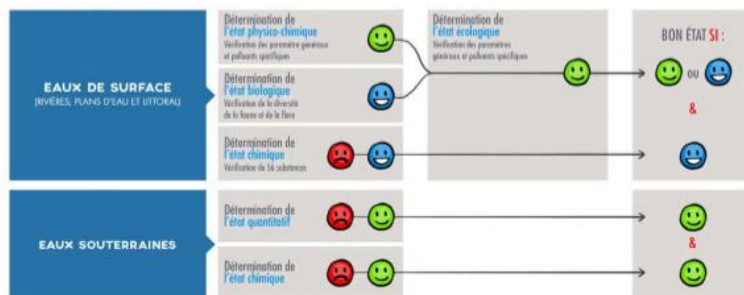 EAUX DE SURFACE
(RIVIÈRES, PLANS D'EAU ET LITTORAL)
Détermination de
l'état physico-chimique
Vérification des paramètre généraux
et polluants spécifiques
Détermination de
l'état biologique
Vérification de la diversité
de la faune et de la flore
Détermination de
l'état chimique
Vérification de 56 substances
Détermination de
l'état écologique
Vérification des paramètres
généraux et polluants spécifiques
BON ÉTAT SI :
OU
&
EAUX SOUTERRAINES
Détermination de
l'état quantitatif
Détermination de
l'état chimique
&